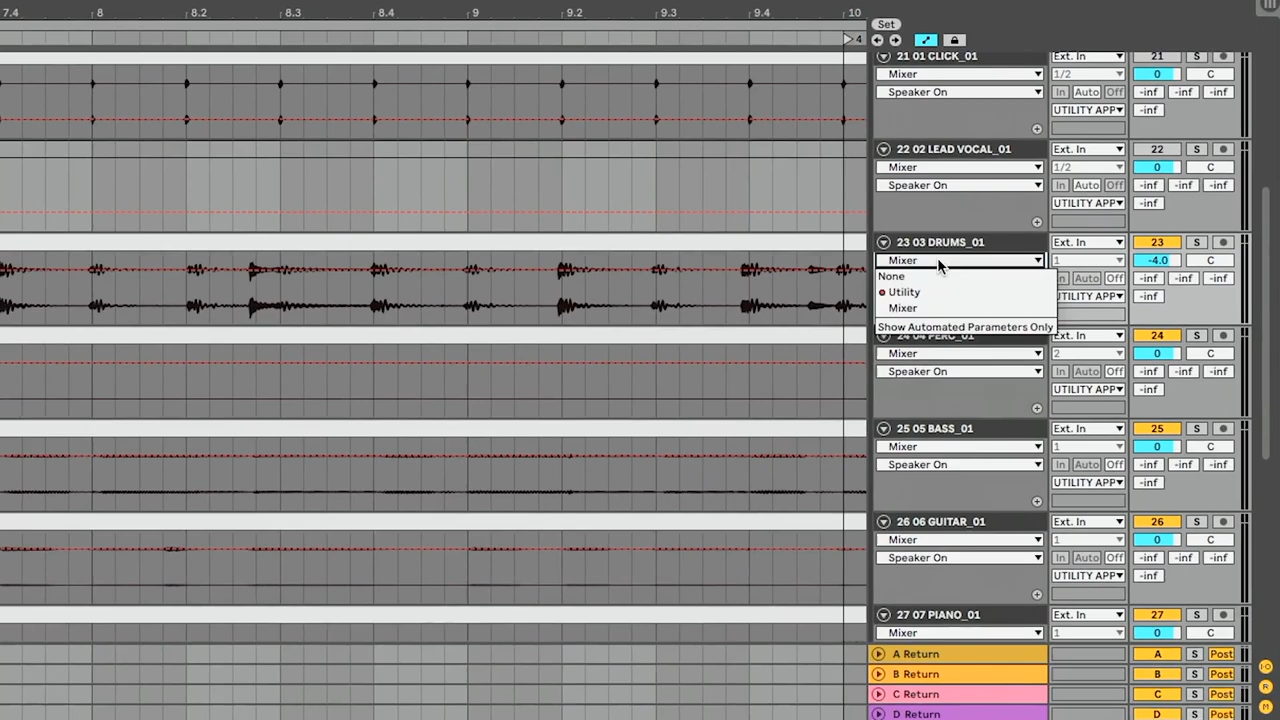 7.4 8 8.2 8.3 8.4 9 9.2 9.3 9.4 10
Set
4
21 01 CLICK_01 Ext. In 21 S
Mixer 1/2 0 C
Speaker On In Auto Off -inf -inf -inf
UTILITY APP -inf
22 02 LEAD VOCAL_01 Ext. In 22 S
Mixer 1/2 0 C
Speaker On In Auto Off -inf -inf -inf
UTILITY APP -inf
23 03 DRUMS_01 Ext. In 23 S
Mixer 1 -4.0 C
None Auto Off -inf -inf -inf
Utility UTILITY APP -inf
Mixer
Show Automated Parameters Only
24 04 PERC_01 Ext. In 24 S
Mixer 2 0 C
Speaker On In Auto Off -inf -inf -inf
UTILITY APP -inf
25 05 BASS_01 Ext. In 25 S
Mixer 1 0 C
Speaker On In Auto Off -inf -inf -inf
UTILITY APP -inf
26 06 GUITAR_01 Ext. In 26 S
Mixer 1 0 C
Speaker On In Auto Off -inf -inf -inf
UTILITY APP -inf
27 07 PIANO_01 Ext. In 27 S
Mixer 1 0 C
A Return A S Post
B Return B S Post
C Return C S Post
D Return D S Post
I·O
R
M